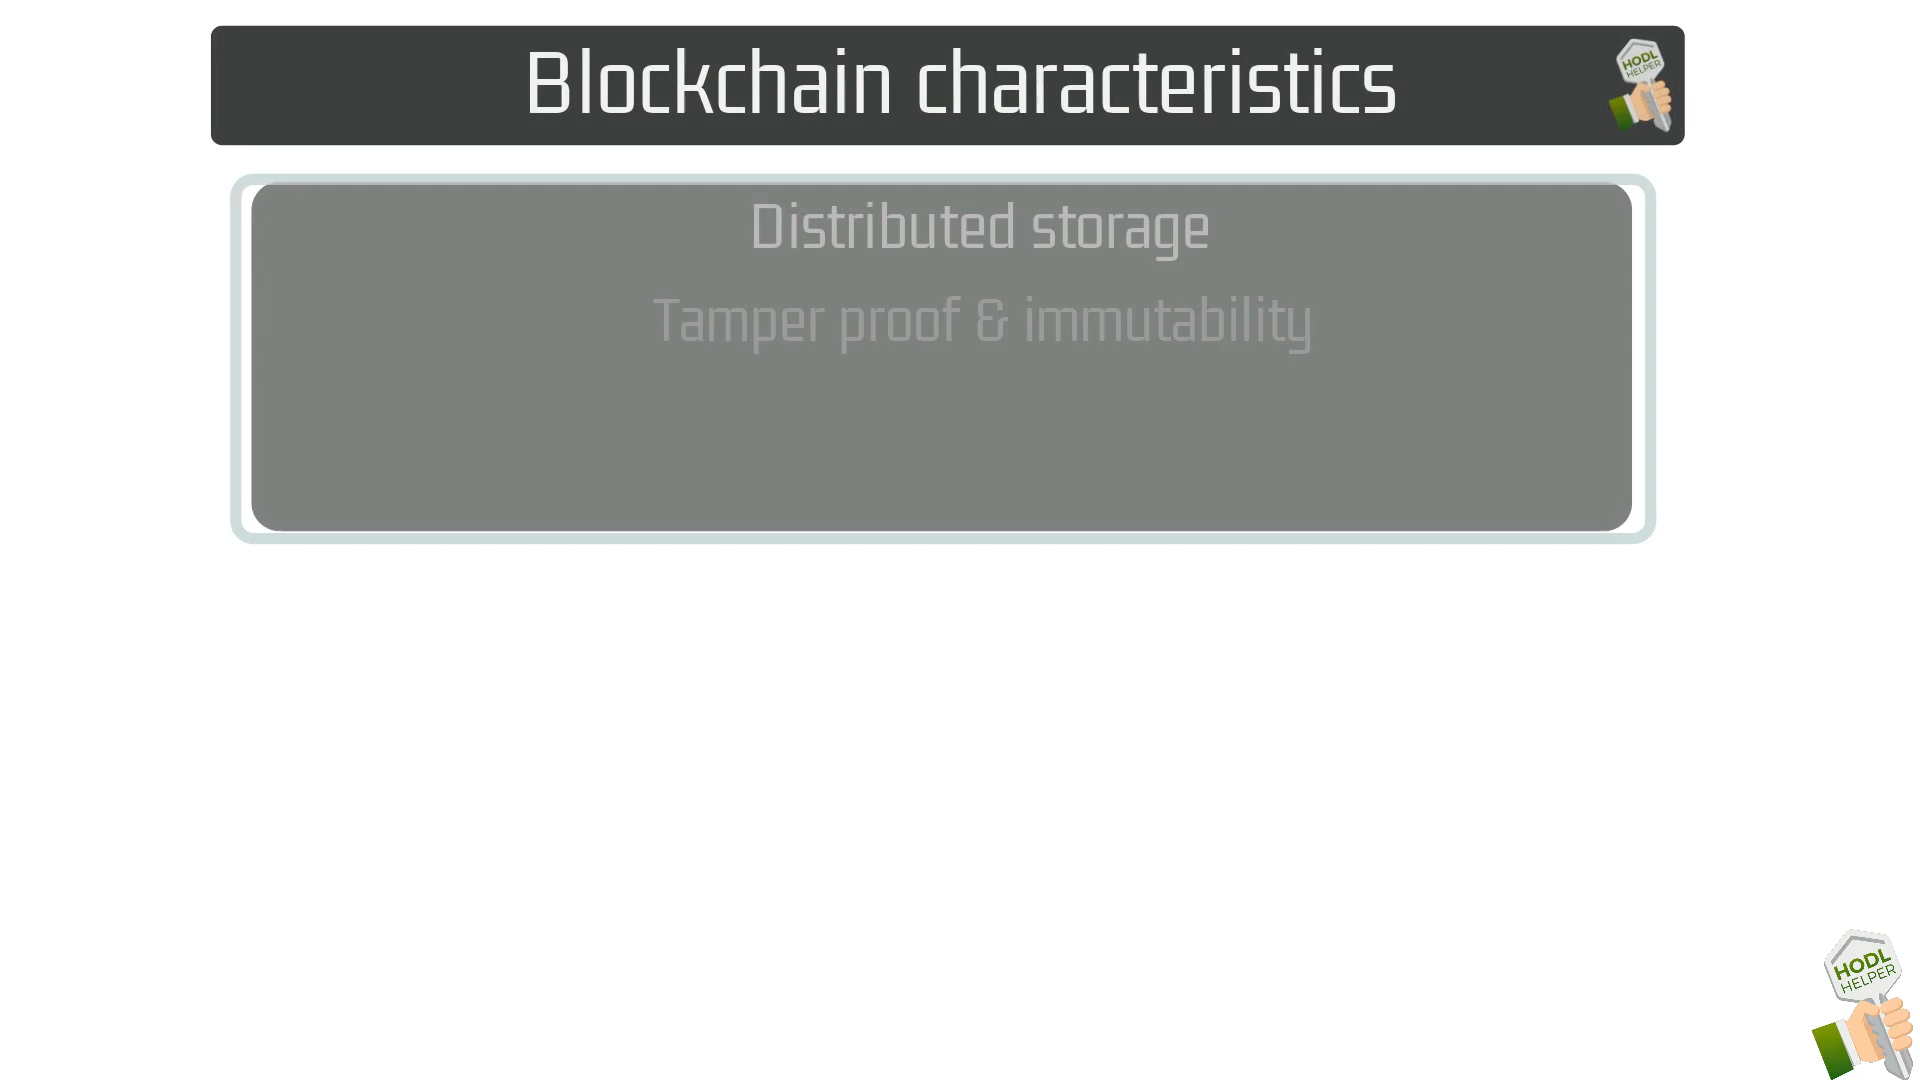 Blockchain characteristics
HODL
HELPER
Distributed storage
Tamper proof & immutability
HODL
HELPER